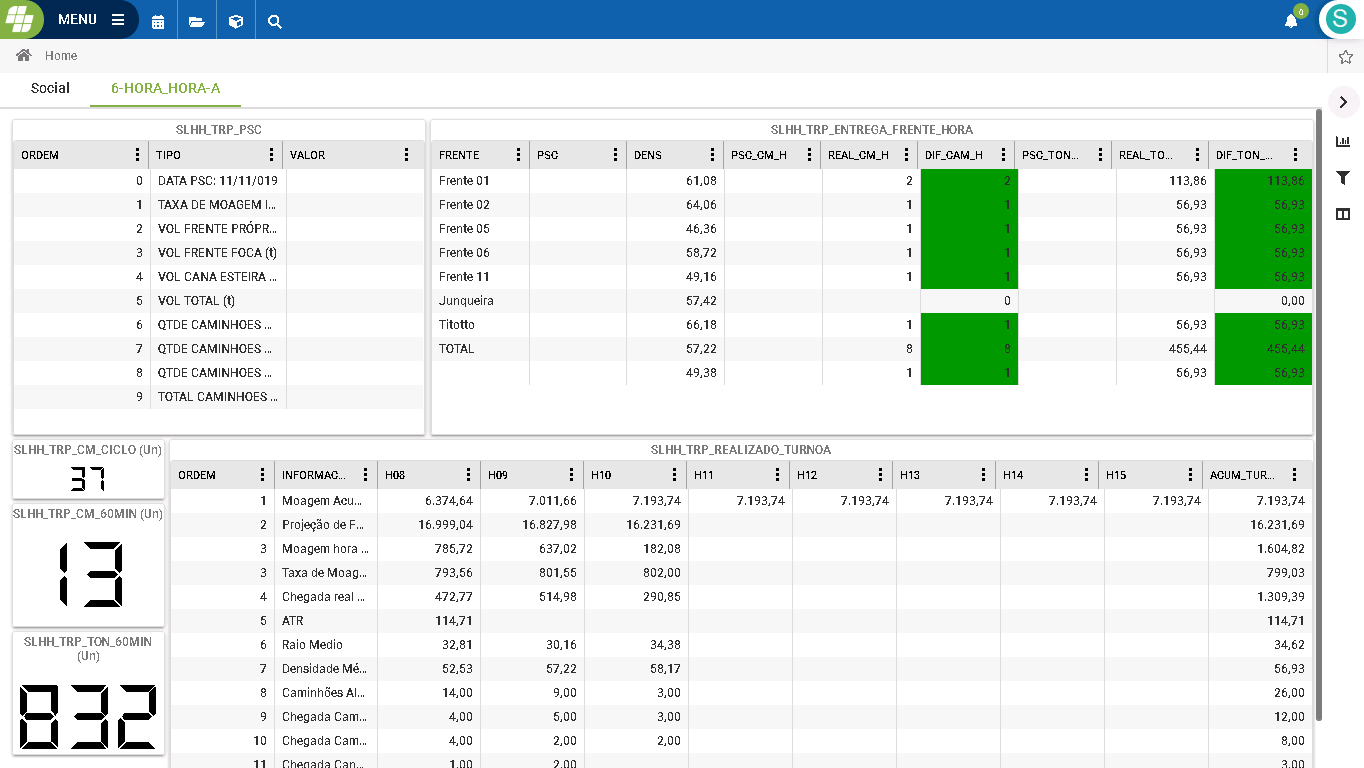 MENU
0
S
Home
Social 6-HORA_HORA-A
SLHH_TRP_PSC
ORDEM TIPO VALOR
0 DATA PSC: 11/11/019
1 TAXA DE MOAGEM I...
2 VOL FRENTE PRÓPR...
3 VOL FRENTE FOCA (t)
4 VOL CANA ESTEIRA ...
5 VOL TOTAL (t)
6 QTDE CAMINHOES ...
7 QTDE CAMINHOES ...
8 QTDE CAMINHOES ...
9 TOTAL CAMINHOES ...
SLHH_TRP_ENTREGA_FRENTE_HORA
FRENTE PSC DENS PSC_CM_H REAL_CM_H DIF_CAM_H PSC_TON... REAL_TO... DIF_TON_...
Frente 01 61,08 2 2 113,86 113,86
Frente 02 64,06 1 1 56,93 56,93
Frente 05 46,36 1 1 56,93 56,93
Frente 06 58,72 1 1 56,93 56,93
Frente 11 49,16 1 1 56,93 56,93
Junqueira 57,42 0 0,00
Titotto 66,18 1 1 56,93 56,93
TOTAL 57,22 8 8 455,44 455,44
49,38 1 1 56,93 56,93
SLHH_TRP_CM_CICLO (Un)
37
SLHH_TRP_CM_60MIN (Un)
13
SLHH_TRP_TON_60MIN
(Un)
832
SLHH_TRP_REALIZADO_TURNOA
ORDEM INFORMAC... H08 H09 H10 H11 H12 H13 H14 H15 ACUM_TUR...
1 Moagem Acu... 6.374,64 7.011,66 7.193,74 7.193,74 7.193,74 7.193,74 7.193,74 7.193,74 7.193,74
2 Projeção de F... 16.999,04 16.827,98 16.231,69 16.231,69
3 Moagem hora ... 785,72 637,02 182,08 1.604,82
3 Taxa de Moag... 793,56 801,55 802,00 799,03
4 Chegada real ... 472,77 514,98 290,85 1.309,39
5 ATR 114,71 114,71
6 Raio Medio 32,81 30,16 34,38 34,62
7 Densidade Mé... 52,53 57,22 58,17 56,93
8 Caminhões Al... 14,00 9,00 3,00 26,00
9 Chegada Cam... 4,00 5,00 3,00 12,00
10 Chegada Cam... 4,00 2,00 2,00 8,00
11 Chegada Can... 1,00 2,00 3,00